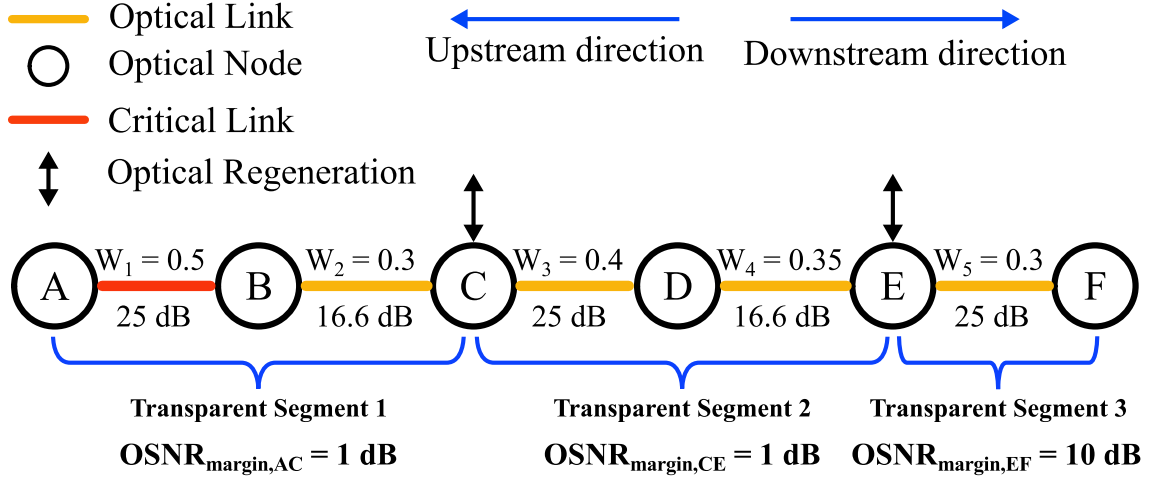 Optical Link
Optical Node
Critical Link
Optical Regeneration
Upstream direction
Downstream direction
W₁ = 0.5
W₂ = 0.3
W₃ = 0.4
W₄ = 0.35
W₅ = 0.3
A
B
C
D
E
F
25 dB
16.6 dB
25 dB
16.6 dB
25 dB
Transparent Segment 1
Transparent Segment 2
Transparent Segment 3
OSNRmargin,AC = 1 dB
OSNRmargin,CE = 1 dB
OSNRmargin,EF = 10 dB